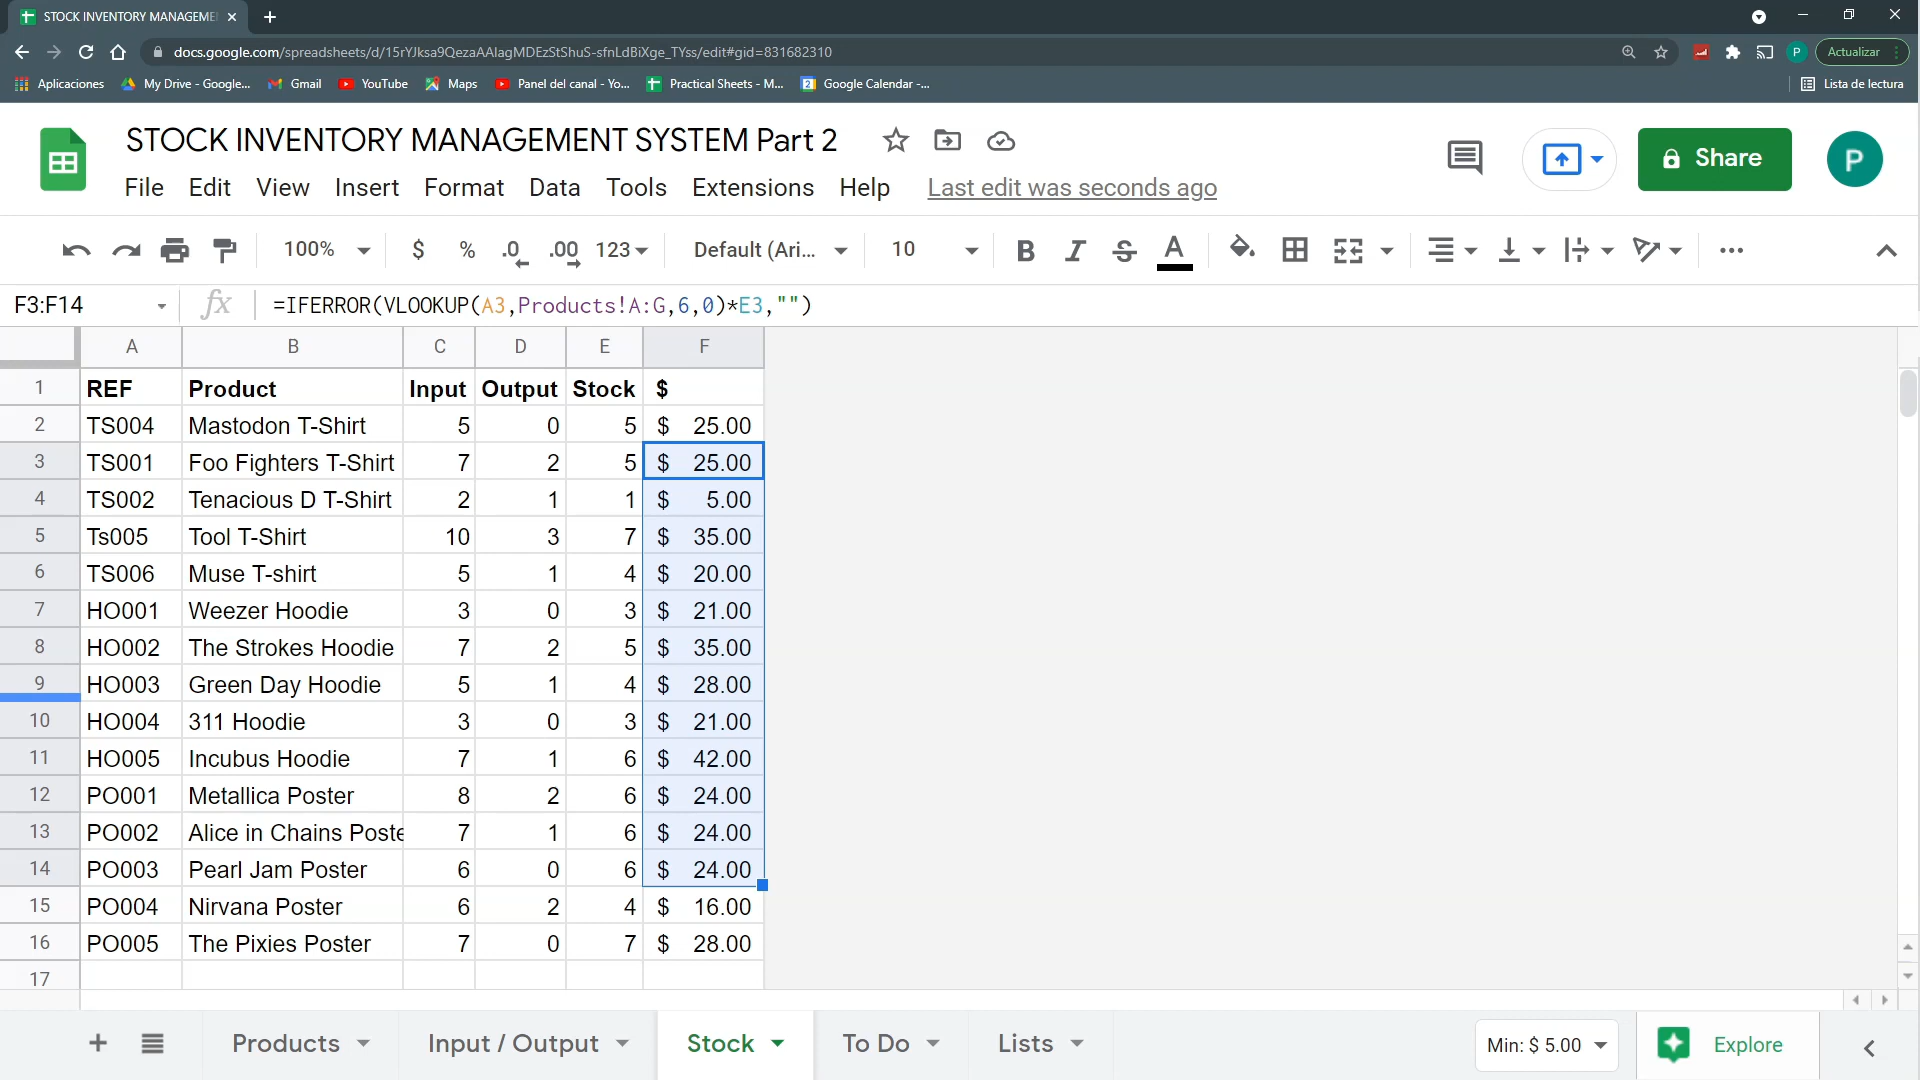 STOCK INVENTORY MANAGEME
docs.google.com/spreadsheets/d/15rYJksa9QezaAAlagMDEzStShuS-sfnLdBiXge_TYss/edit#gid=831682310
P
Actualizar
Aplicaciones My Drive - Google... Gmail YouTube Maps Panel del canal - Yo... Practical Sheets - M... Google Calendar -... Lista de lectura
STOCK INVENTORY MANAGEMENT SYSTEM Part 2
Share
P
File Edit View Insert Format Data Tools Extensions Help Last edit was seconds ago
100% $ % .0 .00 123 Default (Ari... 10 B I S A
F3:F14 fx =IFERROR(VLOOKUP(A3,Products!A:G,6,0)*E3,"")
A B C D E F
1 REF Product Input Output Stock $
2 TS004 Mastodon T-Shirt 5 0 5 $ 25.00
3 TS001 Foo Fighters T-Shirt 7 2 5 $ 25.00
4 TS002 Tenacious D T-Shirt 2 1 1 $ 5.00
5 Ts005 Tool T-Shirt 10 3 7 $ 35.00
6 TS006 Muse T-shirt 5 1 4 $ 20.00
7 HO001 Weezer Hoodie 3 0 3 $ 21.00
8 HO002 The Strokes Hoodie 7 2 5 $ 35.00
9 HO003 Green Day Hoodie 5 1 4 $ 28.00
10 HO004 311 Hoodie 3 0 3 $ 21.00
11 HO005 Incubus Hoodie 7 1 6 $ 42.00
12 PO001 Metallica Poster 8 2 6 $ 24.00
13 PO002 Alice in Chains Poste 7 1 6 $ 24.00
14 PO003 Pearl Jam Poster 6 0 6 $ 24.00
15 PO004 Nirvana Poster 6 2 4 $ 16.00
16 PO005 The Pixies Poster 7 0 7 $ 28.00
17
Products Input / Output Stock To Do Lists Min: $ 5.00 Explore